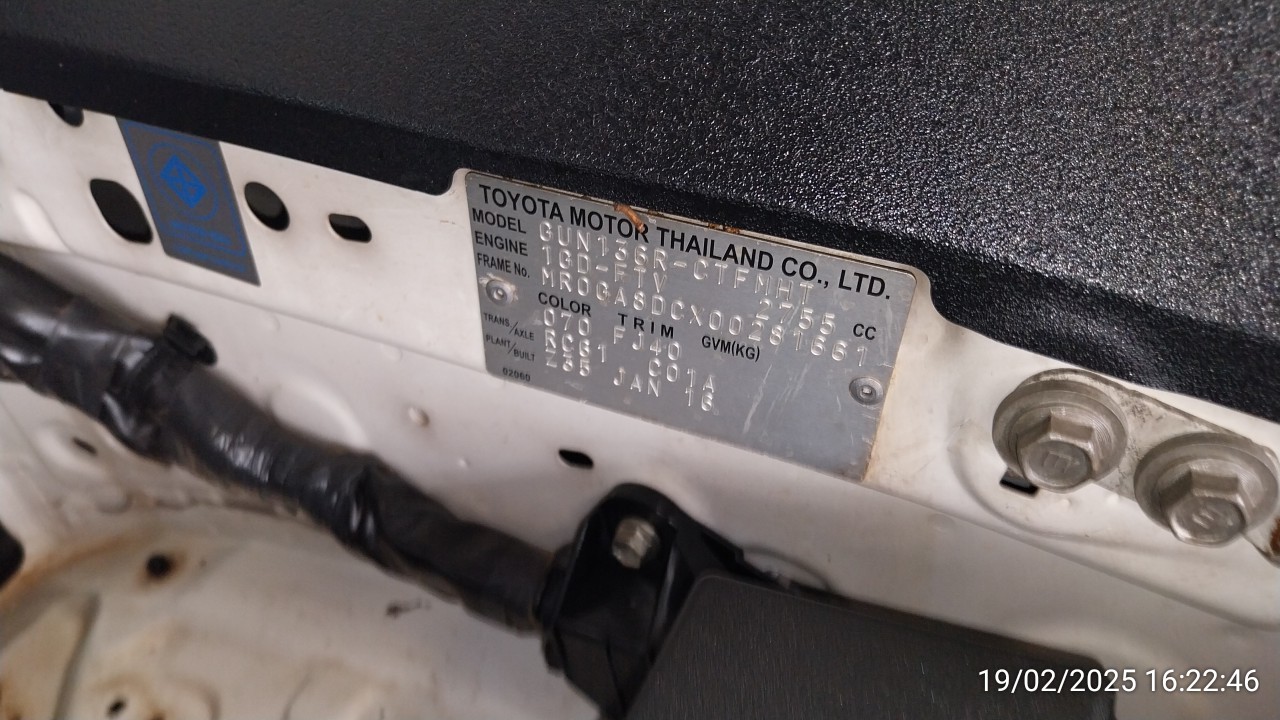 TOYOTA MOTOR THAILAND CO., LTD.
MODEL GUN136R-CTFMHT
ENGINE 1GD-FTV 2755 CC
FRAME No. MR0GA8DCX00281661
COLOR TRIM GVM(KG)
070 FJ40
TRANS/AXLE RC61 C01A
PLANT/BUILT Z35 JAN 16
02060
19/02/2025 16:22:46